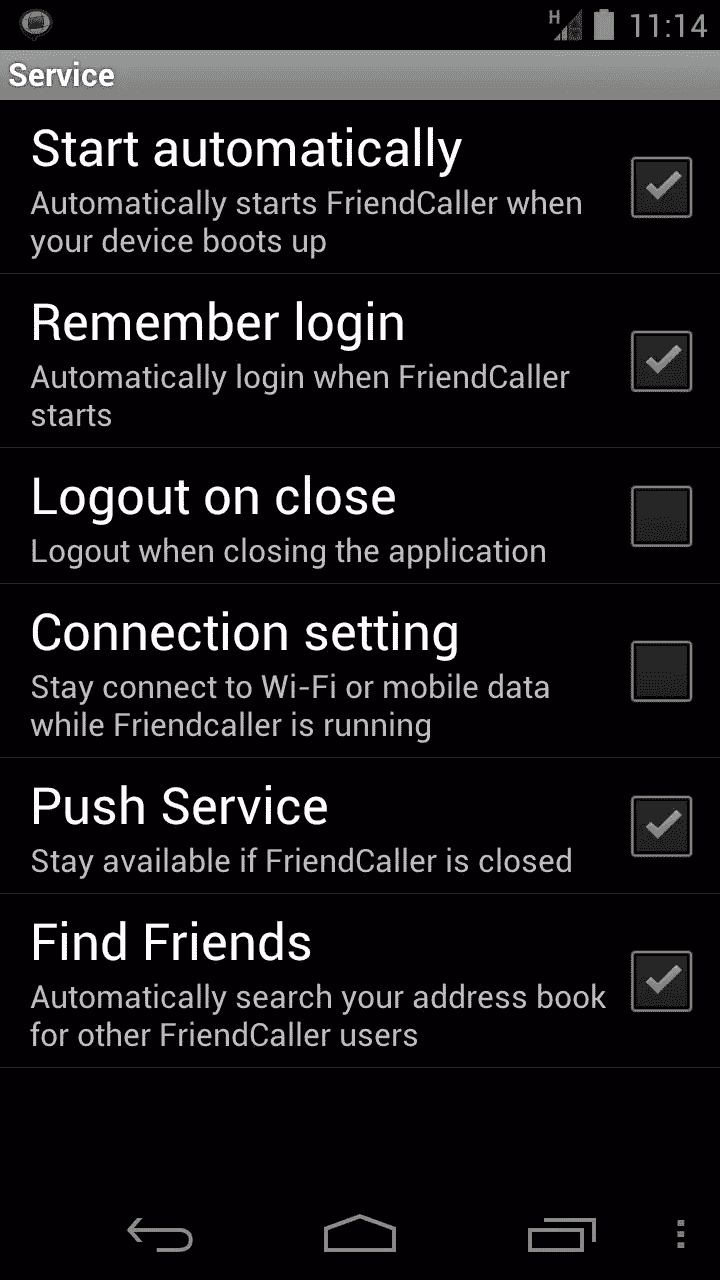 H 11:14
Service
Start automatically
Automatically starts FriendCaller when
your device boots up
Remember login
Automatically login when FriendCaller
starts
Logout on close
Logout when closing the application
Connection setting
Stay connect to Wi-Fi or mobile data
while Friendcaller is running
Push Service
Stay available if FriendCaller is closed
Find Friends
Automatically search your address book
for other FriendCaller users